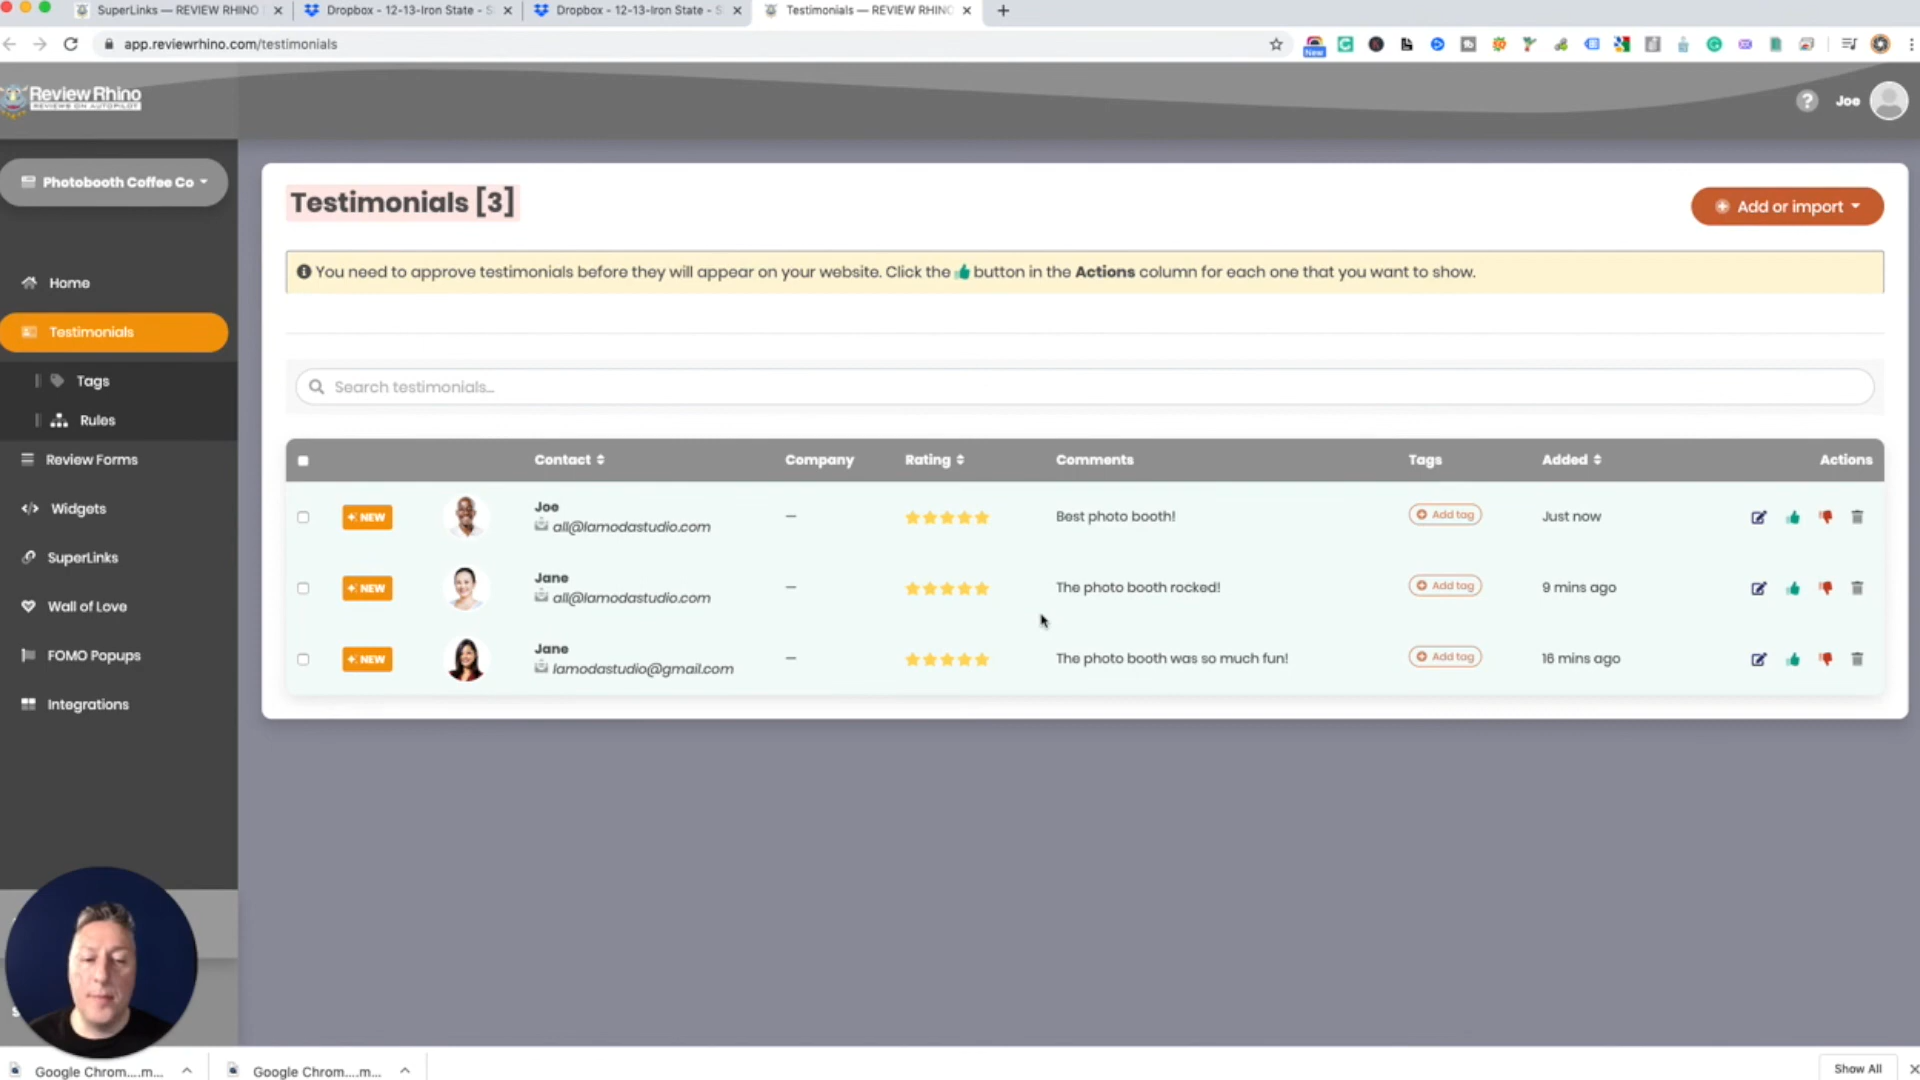 SuperLinks — REVIEW RHINO
Dropbox - 12-13-Iron State - S
Dropbox - 12-13-Iron State - S
Testimonials — REVIEW RHINO
app.reviewrhino.com/testimonials
New
Review Rhino
REVIEWS ON AUTOPILOT
Joe
Photobooth Coffee Co
Home
Testimonials
Tags
Rules
Review Forms
Widgets
SuperLinks
Wall of Love
FOMO Popups
Integrations
Testimonials [3]
Add or import
You need to approve testimonials before they will appear on your website. Click the button in the Actions column for each one that you want to show.
Search testimonials...
Contact Company Rating Comments Tags Added Actions
NEW Joe — Best photo booth! Add tag Just now
all@lamodastudio.com
NEW Jane — The photo booth rocked! Add tag 9 mins ago
all@lamodastudio.com
NEW Jane — The photo booth was so much fun! Add tag 16 mins ago
lamodastudio@gmail.com
Google Chrom....m...
Google Chrom....m...
Show All